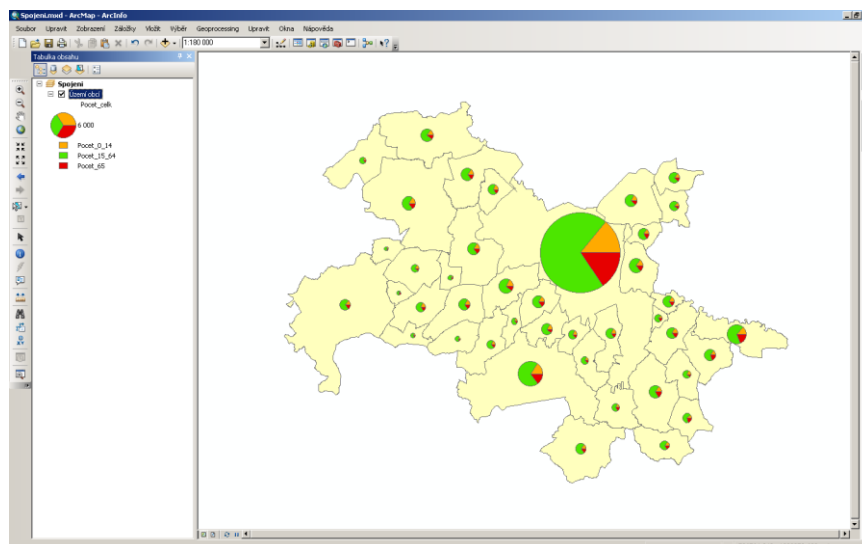 Spojeni.mxd - ArcMap - ArcInfo
Soubor Upravit Zobrazení Záložky Vložit Výběr Geoprocessing Upravit Okna Nápověda
1:180 000
Tabulka obsahu
Spojeni
Území obcí
Pocet_celk
6 000
Pocet_0_14
Pocet_15_64
Pocet_65